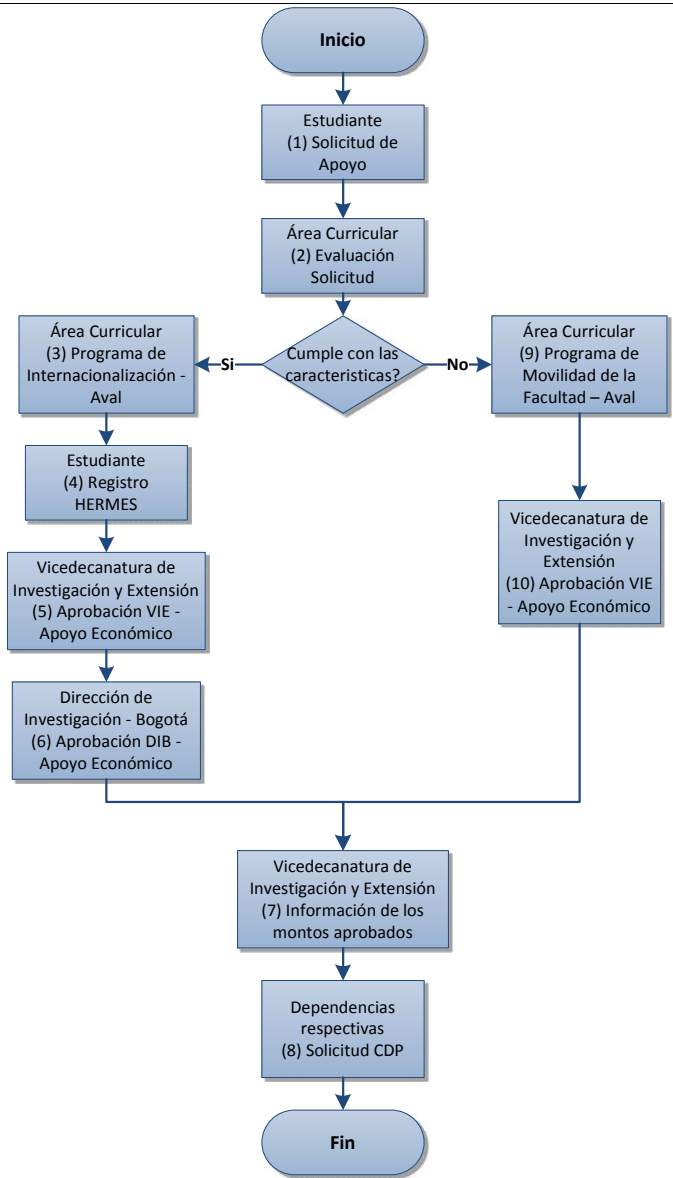 Inicio
Estudiante
(1) Solicitud de
Apoyo
Área Curricular
(2) Evaluación
Solicitud
Cumple con las
caracteristicas?
Si
No
Área Curricular
(3) Programa de
Internacionalización -
Aval
Estudiante
(4) Registro
HERMES
Vicedecanatura de
Investigación y Extensión
(5) Aprobación VIE -
Apoyo Económico
Dirección de
Investigación - Bogotá
(6) Aprobación DIB -
Apoyo Económico
Área Curricular
(9) Programa de
Movilidad de la
Facultad – Aval
Vicedecanatura de
Investigación y
Extensión
(10) Aprobación VIE
- Apoyo Económico
Vicedecanatura de
Investigación y Extensión
(7) Información de los
montos aprobados
Dependencias
respectivas
(8) Solicitud CDP
Fin